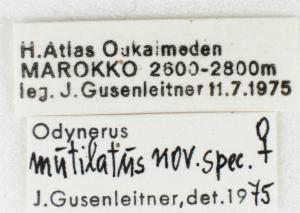 H.Atlas Oukaimeden
MAROKKO 2600-2800m
leg. J.Gusenleitner 11.7.1975
Odynerus
mutilatus nov. spec. ♀
J.Gusenleitner, det. 1975